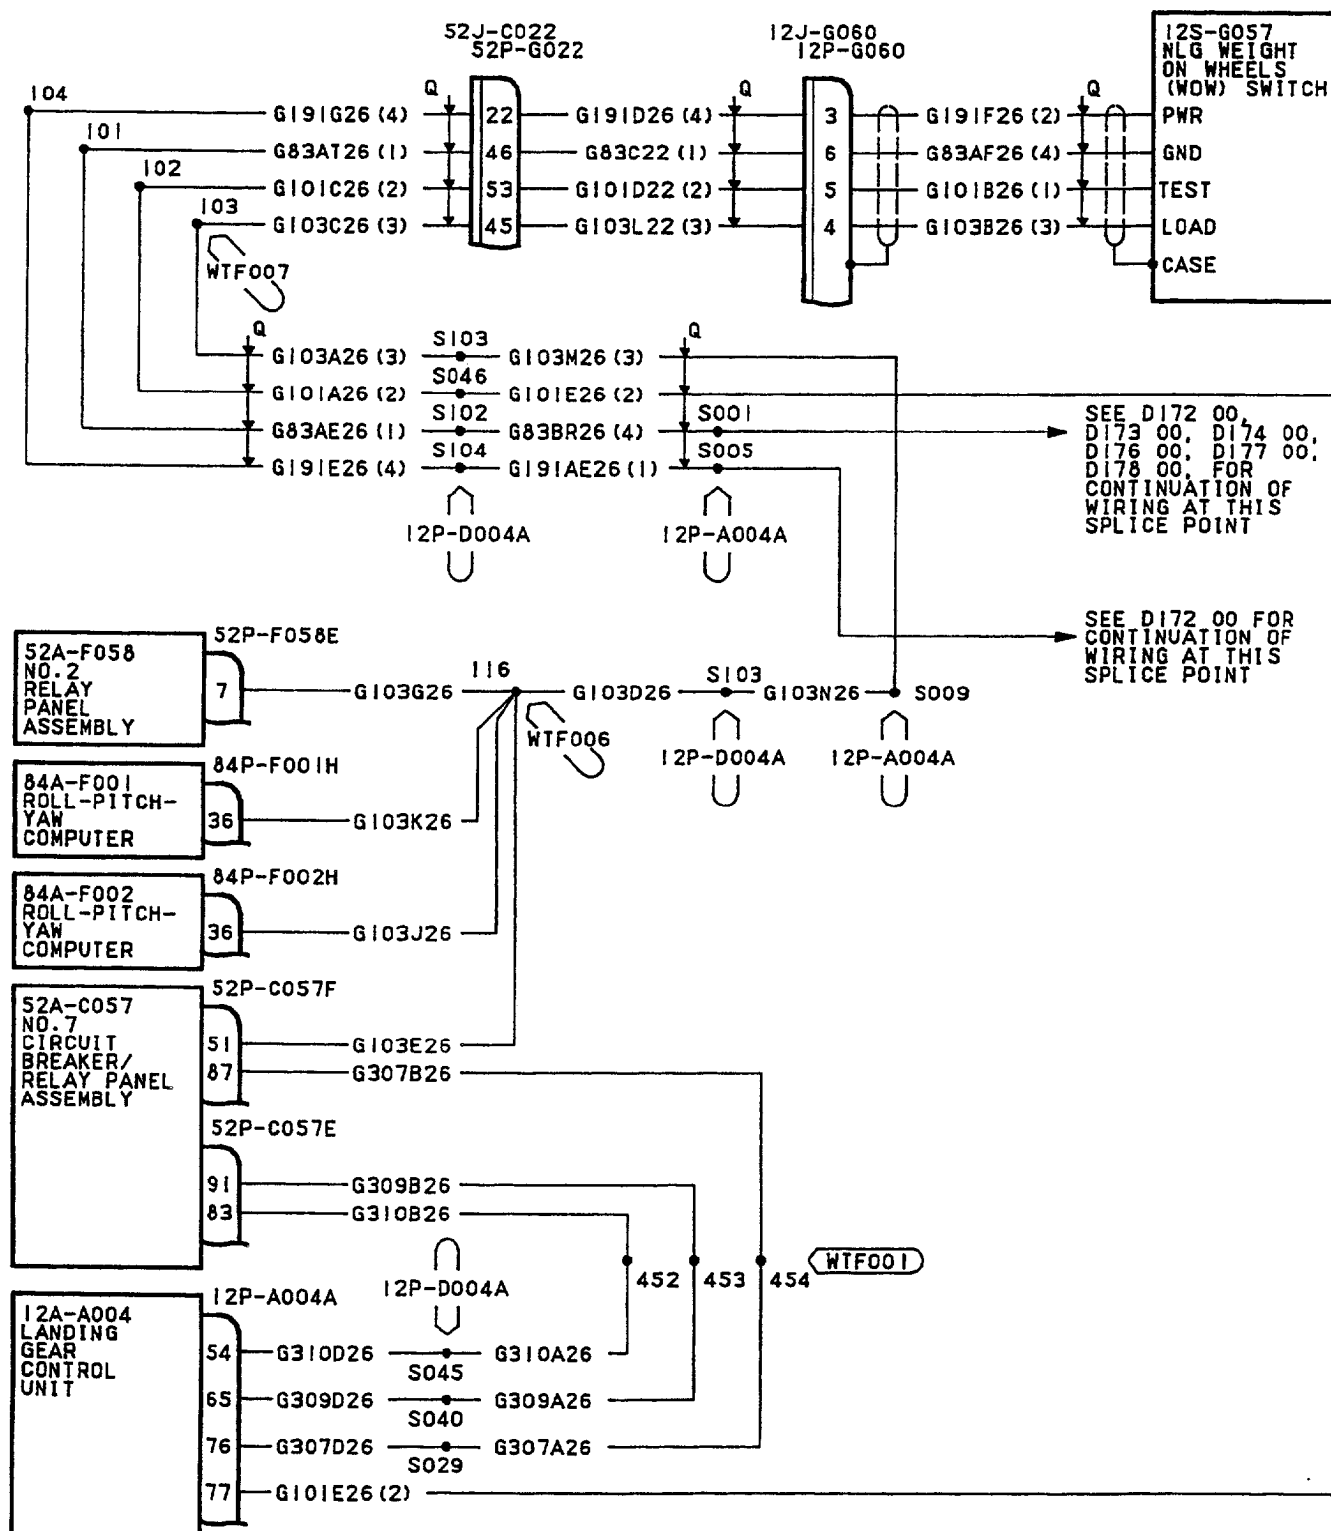 52J-C022
52P-G022
12J-G060
12P-G060
12S-G057
NLG WEIGHT
ON WHEELS
(WOW) SWITCH
104
Q
Q
Q
G191G26 (4)
22
G191D26 (4)
3
G191F26 (2)
PWR
101
G83AT26 (1)
46
G83C22 (1)
6
G83AF26 (4)
GND
102
G101C26 (2)
53
G101D22 (2)
5
G101B26 (1)
TEST
103
G103C26 (3)
45
G103L22 (3)
4
G103B26 (3)
LOAD
WTF007
CASE
Q
Q
G103A26 (3)
S103
G103M26 (3)
G101A26 (2)
S046
G101E26 (2)
G83AE26 (1)
S102
G83BR26 (4)
S001
G191E26 (4)
S104
G191AE26 (1)
S005
12P-D004A
12P-A004A
SEE D172 00,
D173 00, D174 00,
D176 00, D177 00,
D178 00, FOR
CONTINUATION OF
WIRING AT THIS
SPLICE POINT
SEE D172 00 FOR
CONTINUATION OF
WIRING AT THIS
SPLICE POINT
52A-F058
NO.2
RELAY
PANEL
ASSEMBLY
52P-F058E
7
G103G26
116
G103D26
S103
G103N26
S009
WTF006
12P-D004A
12P-A004A
84A-F001
ROLL-PITCH-
YAW
COMPUTER
84P-F001H
36
G103K26
84A-F002
ROLL-PITCH-
YAW
COMPUTER
84P-F002H
36
G103J26
52A-C057
NO.7
CIRCUIT
BREAKER/
RELAY PANEL
ASSEMBLY
52P-C057F
51
G103E26
87
G307B26
52P-C057E
91
G309B26
83
G310B26
452
453
454
WTF001
12P-D004A
12A-A004
LANDING
GEAR
CONTROL
UNIT
12P-A004A
54
G310D26
S045
G310A26
65
G309D26
S040
G309A26
76
G307D26
S029
G307A26
77
G101E26 (2)